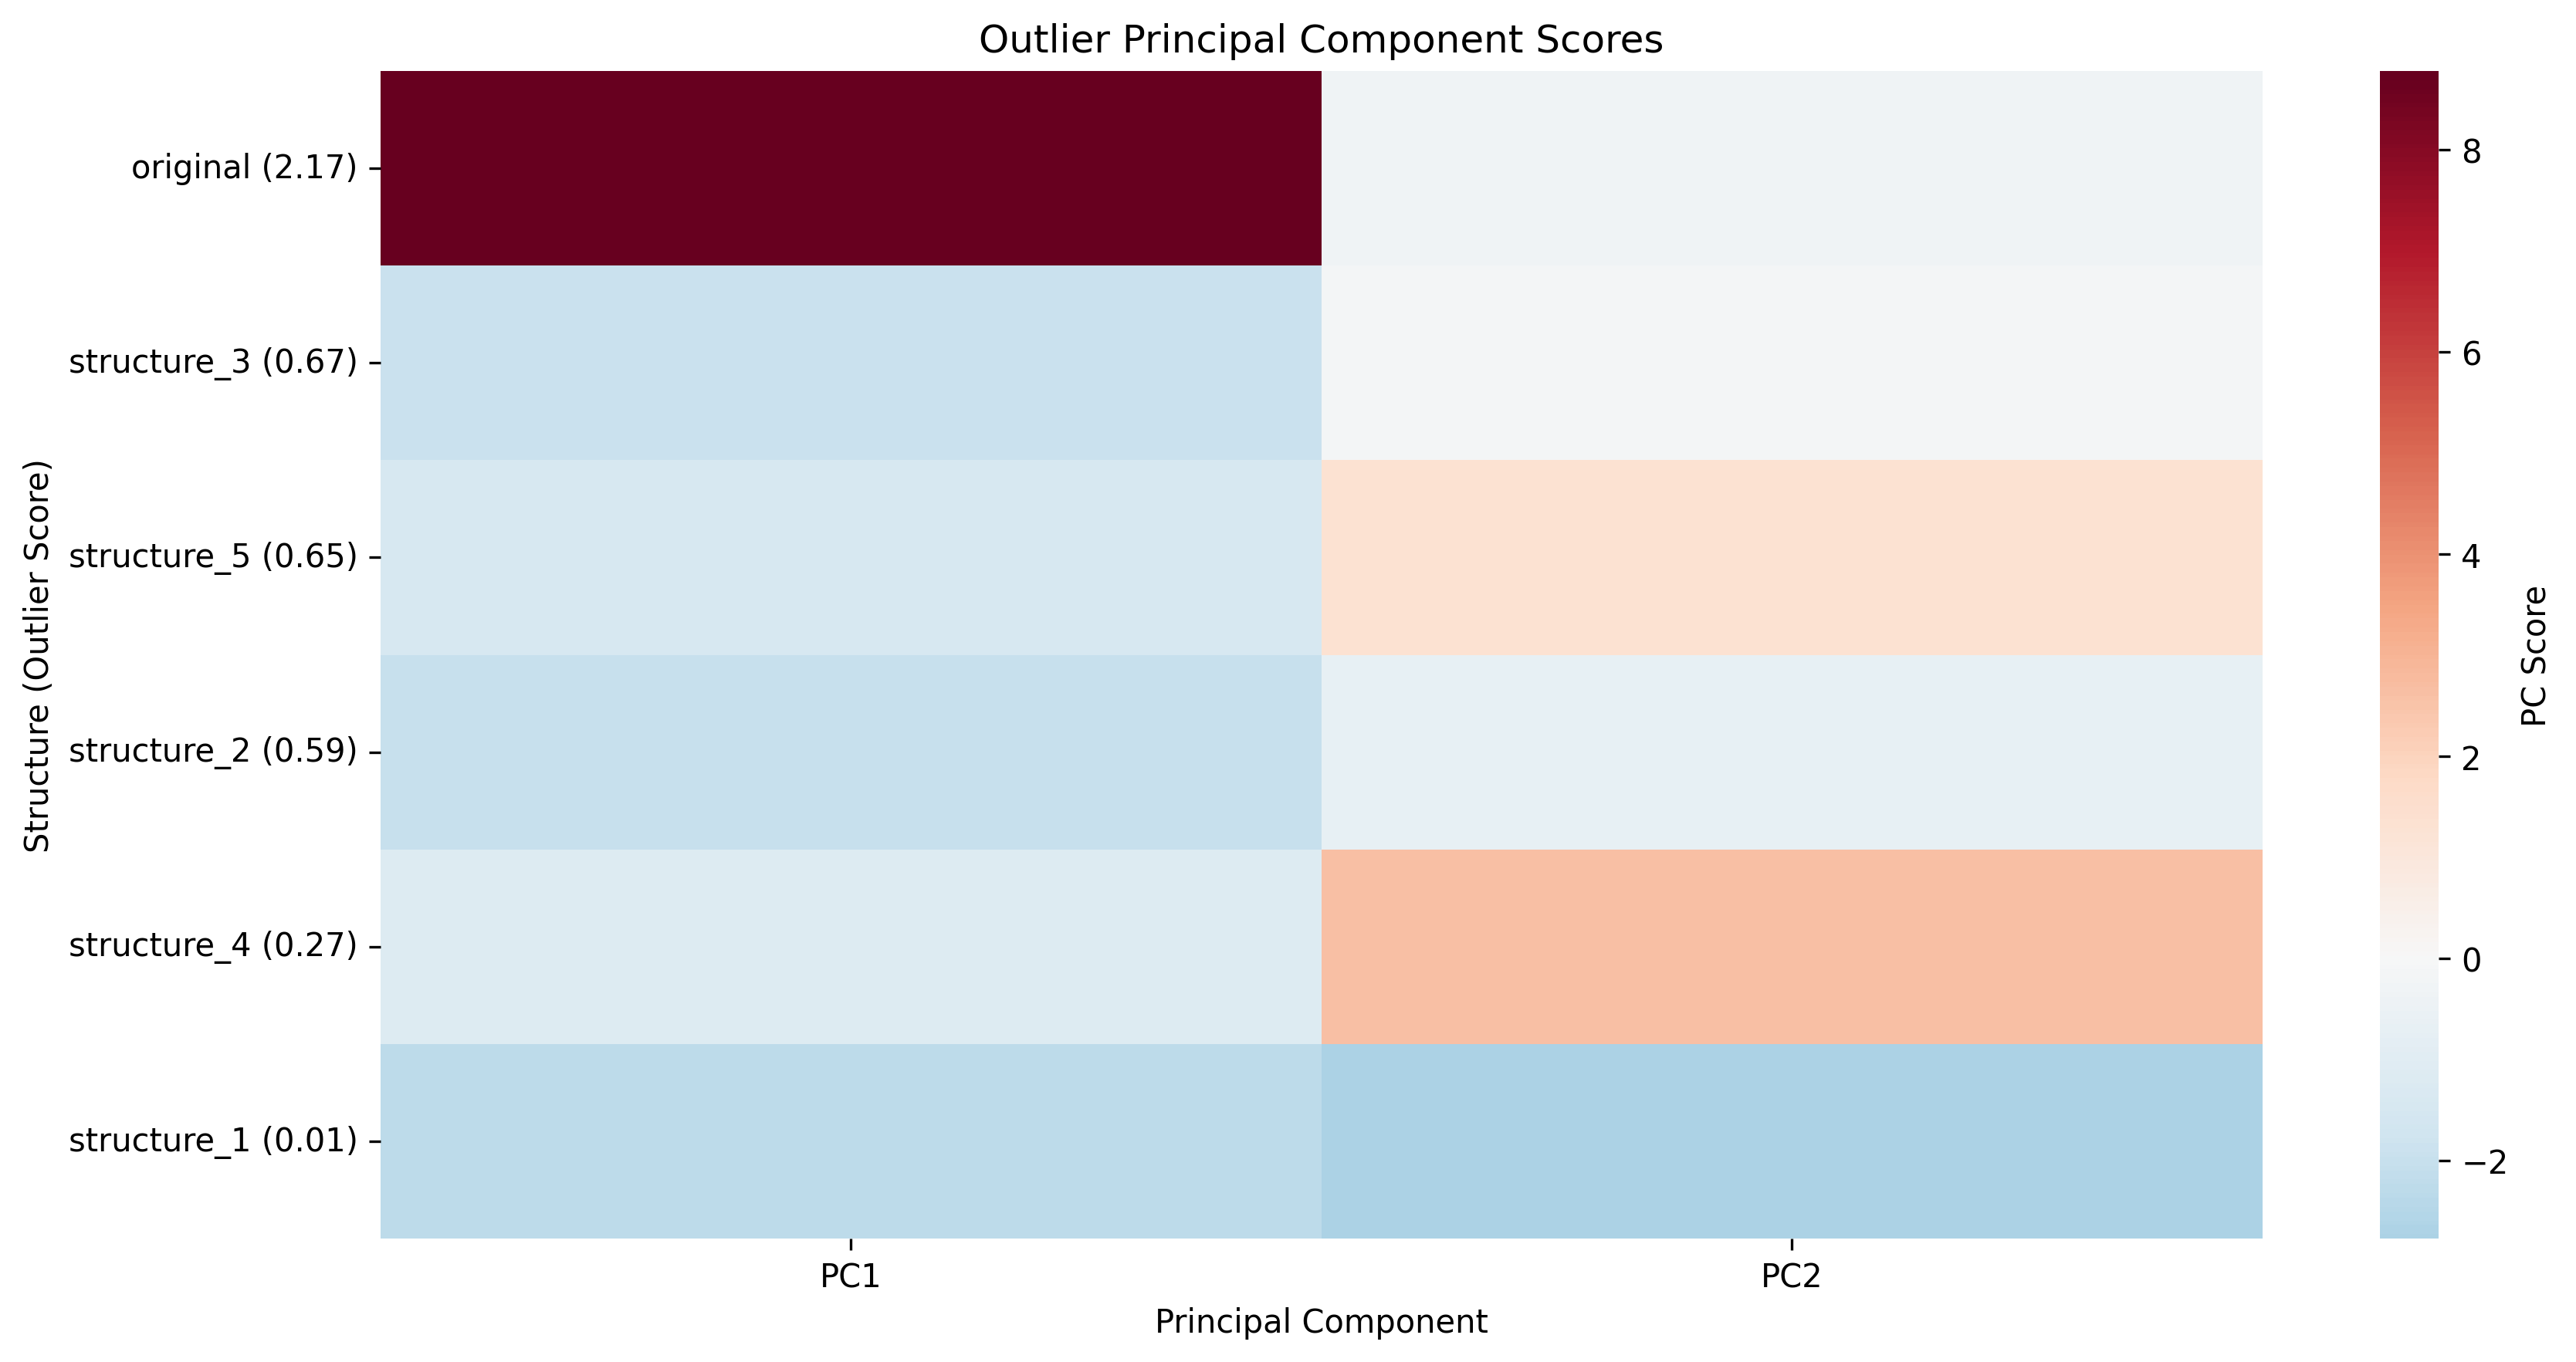 Outlier Principal Component Scores
Structure (Outlier Score)
original (2.17)
structure_3 (0.67)
structure_5 (0.65)
structure_2 (0.59)
structure_4 (0.27)
structure_1 (0.01)
PC1
PC2
Principal Component
8
6
4
2
0
−2
PC Score